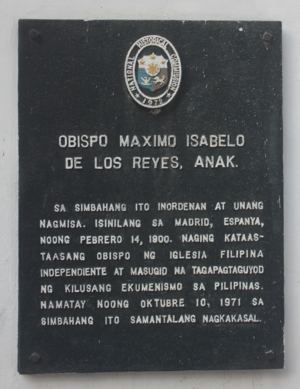 NATIONAL HISTORICAL COMMISSION
1972
OBISPO MAXIMO ISABELO
DE LOS REYES, ANAK.
SA SIMBAHANG ITO INORDENAN AT UNANG
NAGMISA. ISINILANG SA MADRID, ESPANYA,
NOONG PEBRERO 14, 1900. NAGING KATAAS-
TAASANG OBISPO NG IGLESIA FILIPINA
INDEPENDIENTE AT MASUGID NA TAGAPAGTAGUYOD
NG KILUSANG EKUMENISMO SA PILIPINAS.
NAMATAY NOONG OKTUBRE 10, 1971 SA
SIMBAHANG ITO SAMANTALANG NAGKAKASAL.